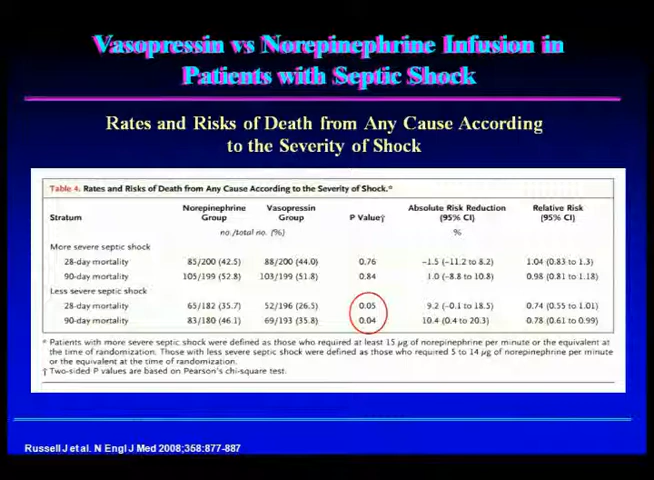 Vasopressin vs Norepinephrine Infusion in
Patients with Septic Shock
Rates and Risks of Death from Any Cause According
to the Severity of Shock
Table 4. Rates and Risks of Death from Any Cause According to the Severity of Shock.*
Stratum Norepinephrine Group Vasopressin Group P Value† Absolute Risk Reduction (95% CI) Relative Risk (95% CI)
no./total no. (%) %
More severe septic shock
28-day mortality 85/200 (42.5) 88/200 (44.0) 0.76 −1.5 (−11.2 to 8.2) 1.04 (0.83 to 1.3)
90-day mortality 105/199 (52.8) 103/199 (51.8) 0.84 1.0 (−8.8 to 10.8) 0.98 (0.81 to 1.18)
Less severe septic shock
28-day mortality 65/182 (35.7) 52/196 (26.5) 0.05 9.2 (−0.1 to 18.5) 0.74 (0.55 to 1.01)
90-day mortality 83/180 (46.1) 69/193 (35.8) 0.04 10.4 (0.4 to 20.3) 0.78 (0.61 to 0.99)
* Patients with more severe septic shock were defined as those who required at least 15 µg of norepinephrine per minute or the equivalent at
the time of randomization. Those with less severe septic shock were defined as those who required 5 to 14 µg of norepinephrine per minute
or the equivalent at the time of randomization.
† Two-sided P values are based on Pearson's chi-square test.
Russell J et al. N Engl J Med 2008;358:877-887